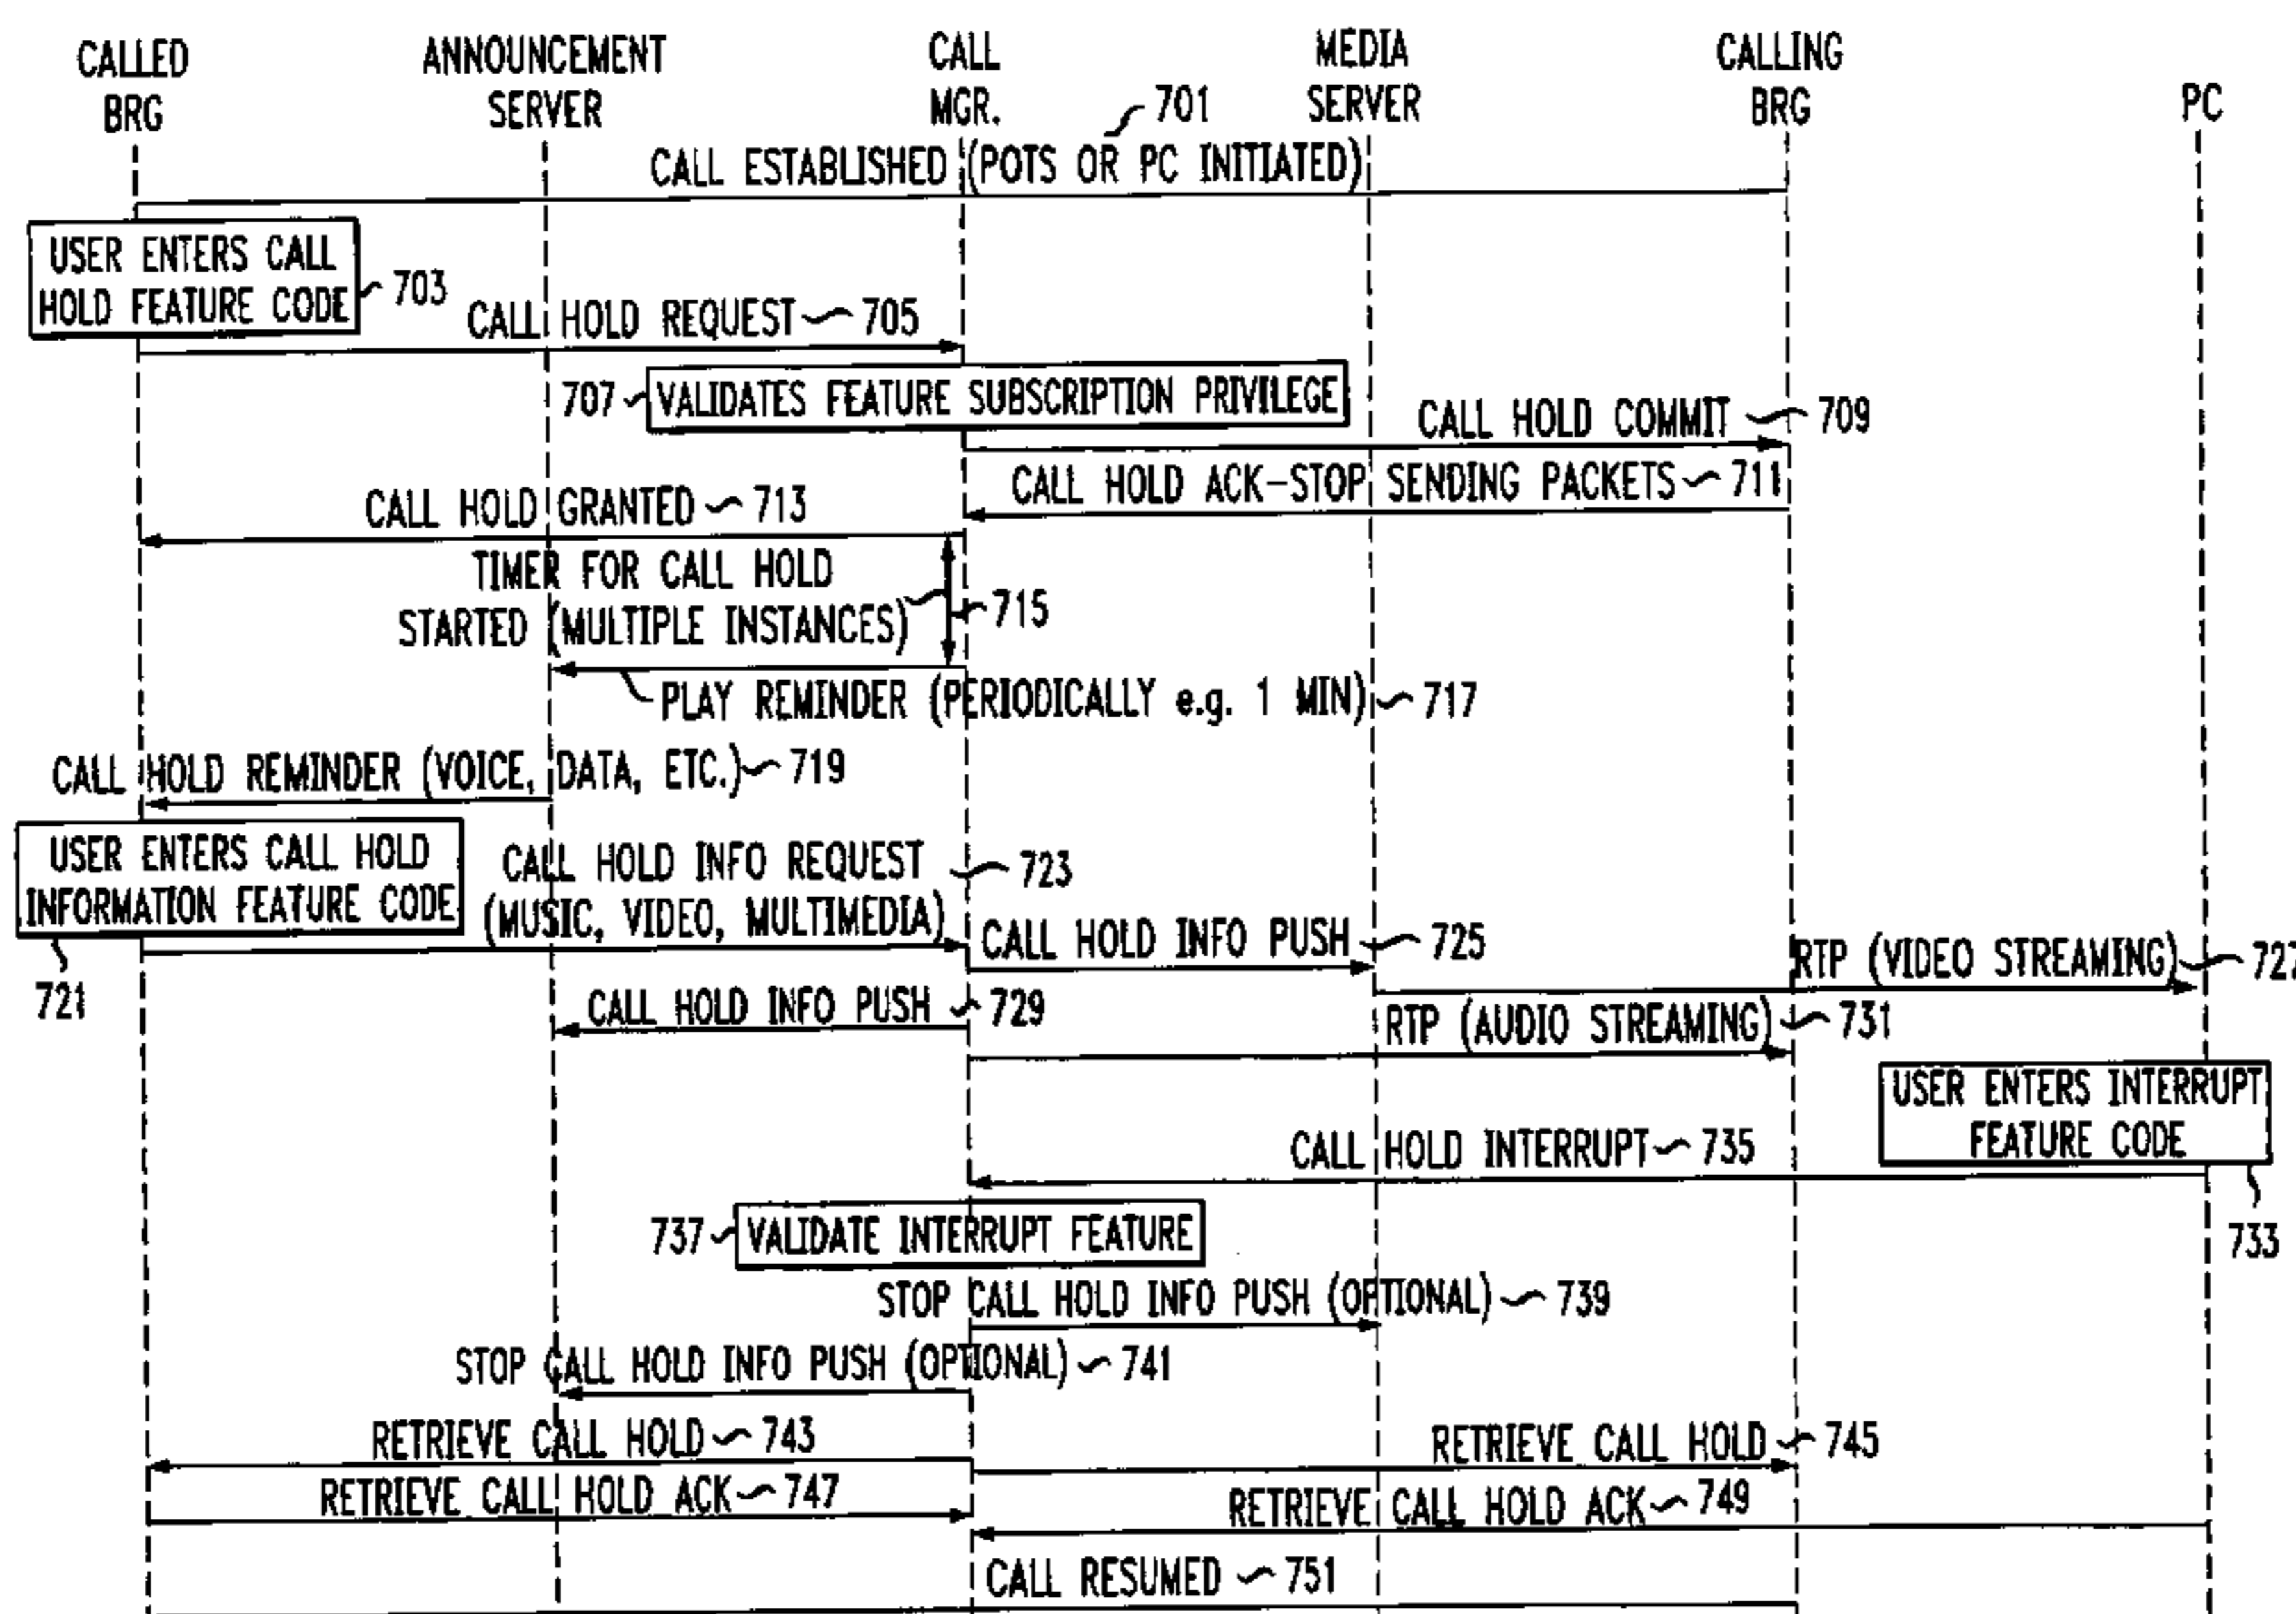 CALLED
BRG
ANNOUNCEMENT
SERVER
CALL
MGR.
MEDIA
SERVER
CALLING
BRG
PC
701
CALL ESTABLISHED (POTS OR PC INITIATED)
USER ENTERS CALL
HOLD FEATURE CODE
703
CALL HOLD REQUEST 705
707 VALIDATES FEATURE SUBSCRIPTION PRIVILEGE
CALL HOLD COMMIT 709
CALL HOLD ACK-STOP SENDING PACKETS 711
CALL HOLD GRANTED 713
TIMER FOR CALL HOLD
STARTED (MULTIPLE INSTANCES) 715
PLAY REMINDER (PERIODICALLY e.g. 1 MIN) 717
CALL HOLD REMINDER (VOICE, DATA, ETC.) 719
USER ENTERS CALL HOLD
INFORMATION FEATURE CODE
721
CALL HOLD INFO REQUEST 723
(MUSIC, VIDEO, MULTIMEDIA)
CALL HOLD INFO PUSH 725
RTP (VIDEO STREAMING) 727
CALL HOLD INFO PUSH 729
RTP (AUDIO STREAMING) 731
USER ENTERS INTERRUPT
FEATURE CODE
733
CALL HOLD INTERRUPT 735
737 VALIDATE INTERRUPT FEATURE
STOP CALL HOLD INFO PUSH (OPTIONAL) 739
STOP CALL HOLD INFO PUSH (OPTIONAL) 741
RETRIEVE CALL HOLD 743
RETRIEVE CALL HOLD 745
RETRIEVE CALL HOLD ACK 747
RETRIEVE CALL HOLD ACK 749
CALL RESUMED 751